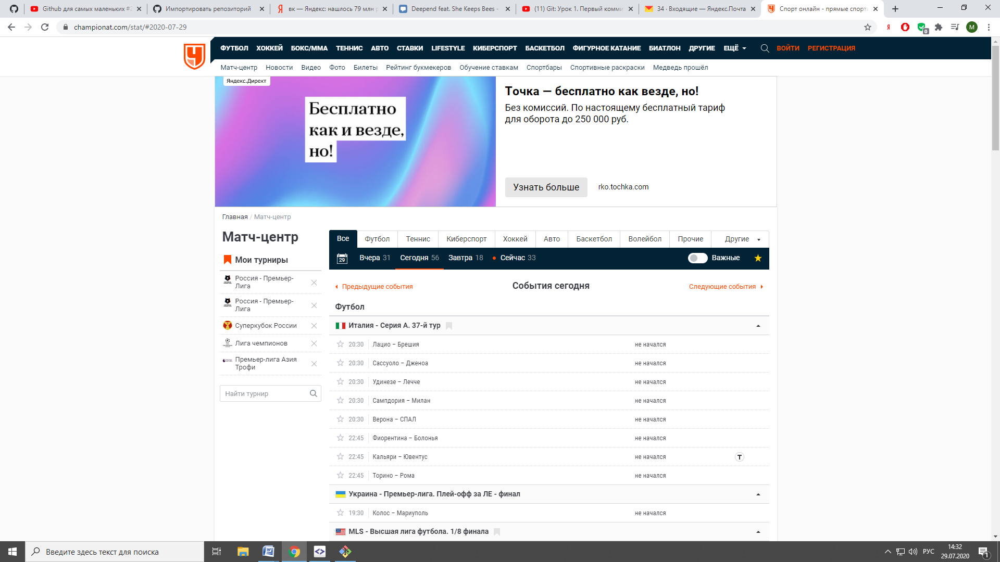 Github для самых маленьких #2
Импортировать репозиторий
вк — Яндекс: нашлось 79 млн р
Deepend feat. She Keeps Bees -
(11) Git: Урок 1. Первый комми
34 · Входящие — Яндекс.Почта
Спорт онлайн - прямые спорти
championat.com/stat/#2020-07-29
Я
0
M
ФУТБОЛ ХОККЕЙ БОКС/ММА ТЕННИС АВТО СТАВКИ LIFESTYLE КИБЕРСПОРТ БАСКЕТБОЛ ФИГУРНОЕ КАТАНИЕ БИАТЛОН ДРУГИЕ ЕЩЁ ВОЙТИ РЕГИСТРАЦИЯ
Матч-центр Новости Видео Фото Билеты Рейтинг букмекеров Обучение ставкам Спортбары Спортивные раскраски Медведь прошёл
Яндекс.Директ
Бесплатно
как и везде,
но!
Точка — бесплатно как везде, но!
Без комиссий. По настоящему бесплатный тариф
для оборота до 250 000 руб.
Узнать больше rko.tochka.com
Главная / Матч-центр
Матч-центр
Мои турниры
Россия - Премьер-
Лига
Россия - Премьер-
Лига
Суперкубок России
Лига чемпионов
Премьер-лига Азия
Трофи
Найти турнир
Все Футбол Теннис Киберспорт Хоккей Авто Баскетбол Волейбол Прочие Другие
29 Вчера 31 Сегодня 56 Завтра 18 Сейчас 33 Важные
Предыдущие события События сегодня Следующие события
Футбол
Италия - Серия А. 37-й тур
20:30 Лацио – Брешия не начался
20:30 Сассуоло – Дженоа не начался
20:30 Удинезе – Лечче не начался
20:30 Сампдория – Милан не начался
20:30 Верона – СПАЛ не начался
22:45 Фиорентина – Болонья не начался
22:45 Кальяри – Ювентус не начался Т
22:45 Торино – Рома не начался
Украина - Премьер-лига. Плей-офф за ЛЕ - финал
19:30 Колос – Мариуполь не начался
MLS - Высшая лига футбола. 1/8 финала
Введите здесь текст для поиска
РУС
14:32
29.07.2020
1